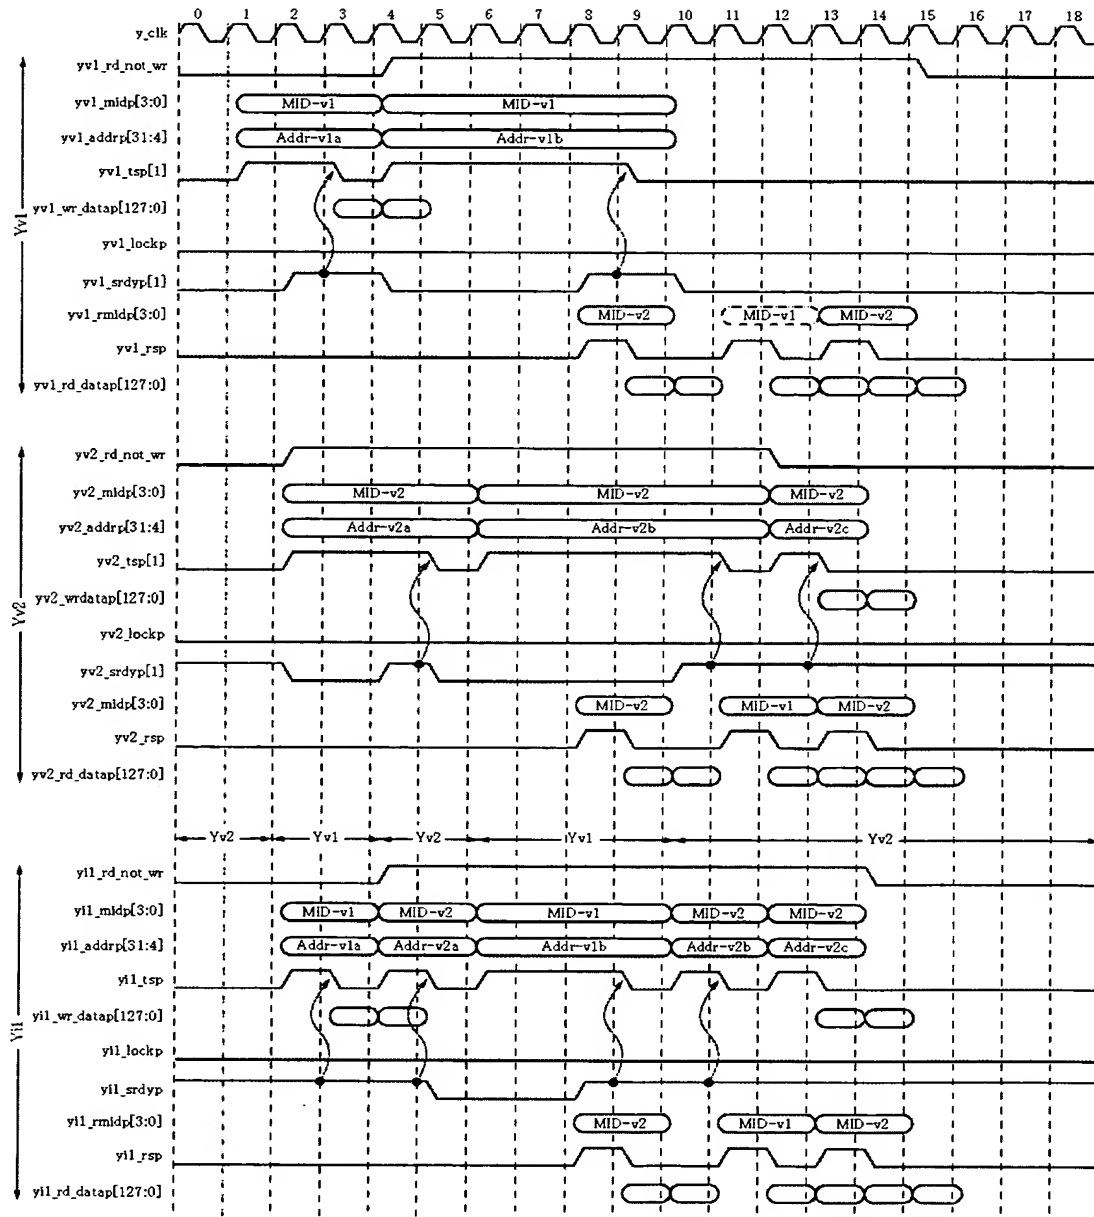 0 1 2 3 4 5 6 7 8 9 10 11 12 13 14 15 16 17 18
y_clk
Yv1
yv1_rd_not_wr
yv1_midp[3:0] MID-v1 MID-v1
yv1_addrp[31:4] Addr-v1a Addr-v1b
yv1_tsp[1]
yv1_wr_datap[127:0]
yv1_lockp
yv1_srdyp[1]
yv1_rmidp[3:0] MID-v2 MID-v1 MID-v2
yv1_rsp
yv1_rd_datap[127:0]
Yv2
yv2_rd_not_wr
yv2_midp[3:0] MID-v2 MID-v2 MID-v2
yv2_addrp[31:4] Addr-v2a Addr-v2b Addr-v2c
yv2_tsp[1]
yv2_wrdatap[127:0]
yv2_lockp
yv2_srdyp[1]
yv2_midp[3:0] MID-v2 MID-v1 MID-v2
yv2_rsp
yv2_rd_datap[127:0]
Yv2 Yv1 Yv2 Yv1 Yv2
Yi1
yi1_rd_not_wr
yi1_midp[3:0] MID-v1 MID-v2 MID-v1 MID-v2 MID-v2
yi1_addrp[31:4] Addr-v1a Addr-v2a Addr-v1b Addr-v2b Addr-v2c
yi1_tsp
yi1_wr_datap[127:0]
yi1_lockp
yi1_srdyp
yi1_rmidp[3:0] MID-v2 MID-v1 MID-v2
yi1_rsp
yi1_rd_datap[127:0]